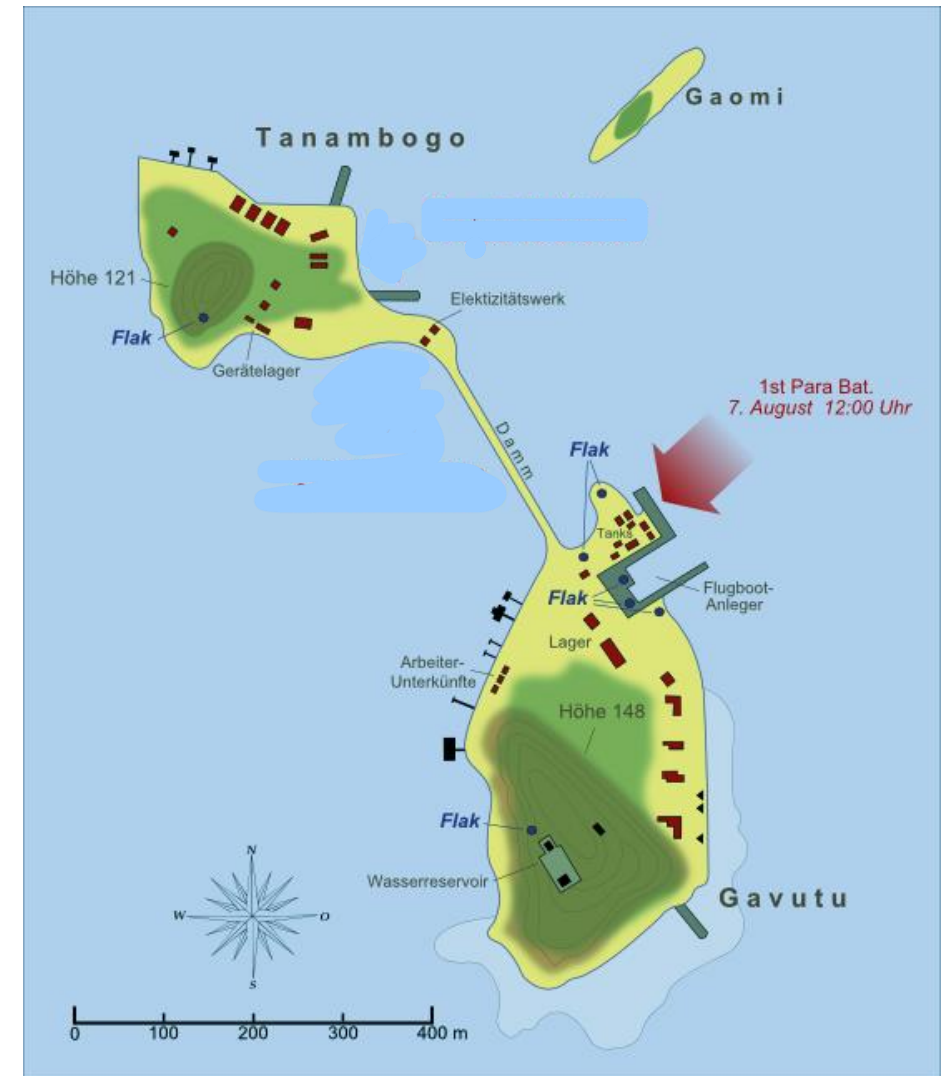 Gaomi
Tanambogo
Höhe 121
Elektizitätswerk
Flak
Gerätelager
1st Para Bat.
7. August 12:00 Uhr
Damm
Flak
Tanks
Flak
Flugboot-
Anleger
Lager
Arbeiter-
Unterkünfte
Höhe 148
Flak
Wasserreservoir
Gavutu
N
W
O
S
0 100 200 300 400 m